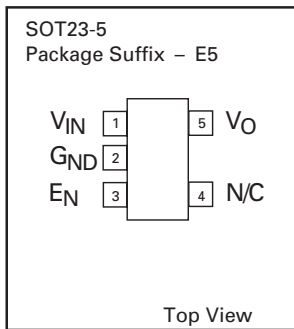 SOT23-5
Package Suffix – E5
VIN 1 5 VO
GND 2
EN 3 4 N/C
Top View